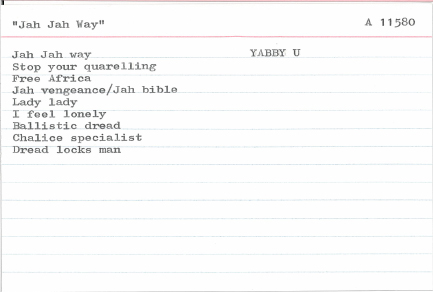 "Jah Jah Way" A 11580
Jah Jah way YABBY U
Stop your quarelling
Free Africa
Jah vengeance/Jah bible
Lady lady
I feel lonely
Ballistic dread
Chalice specialist
Dread locks man